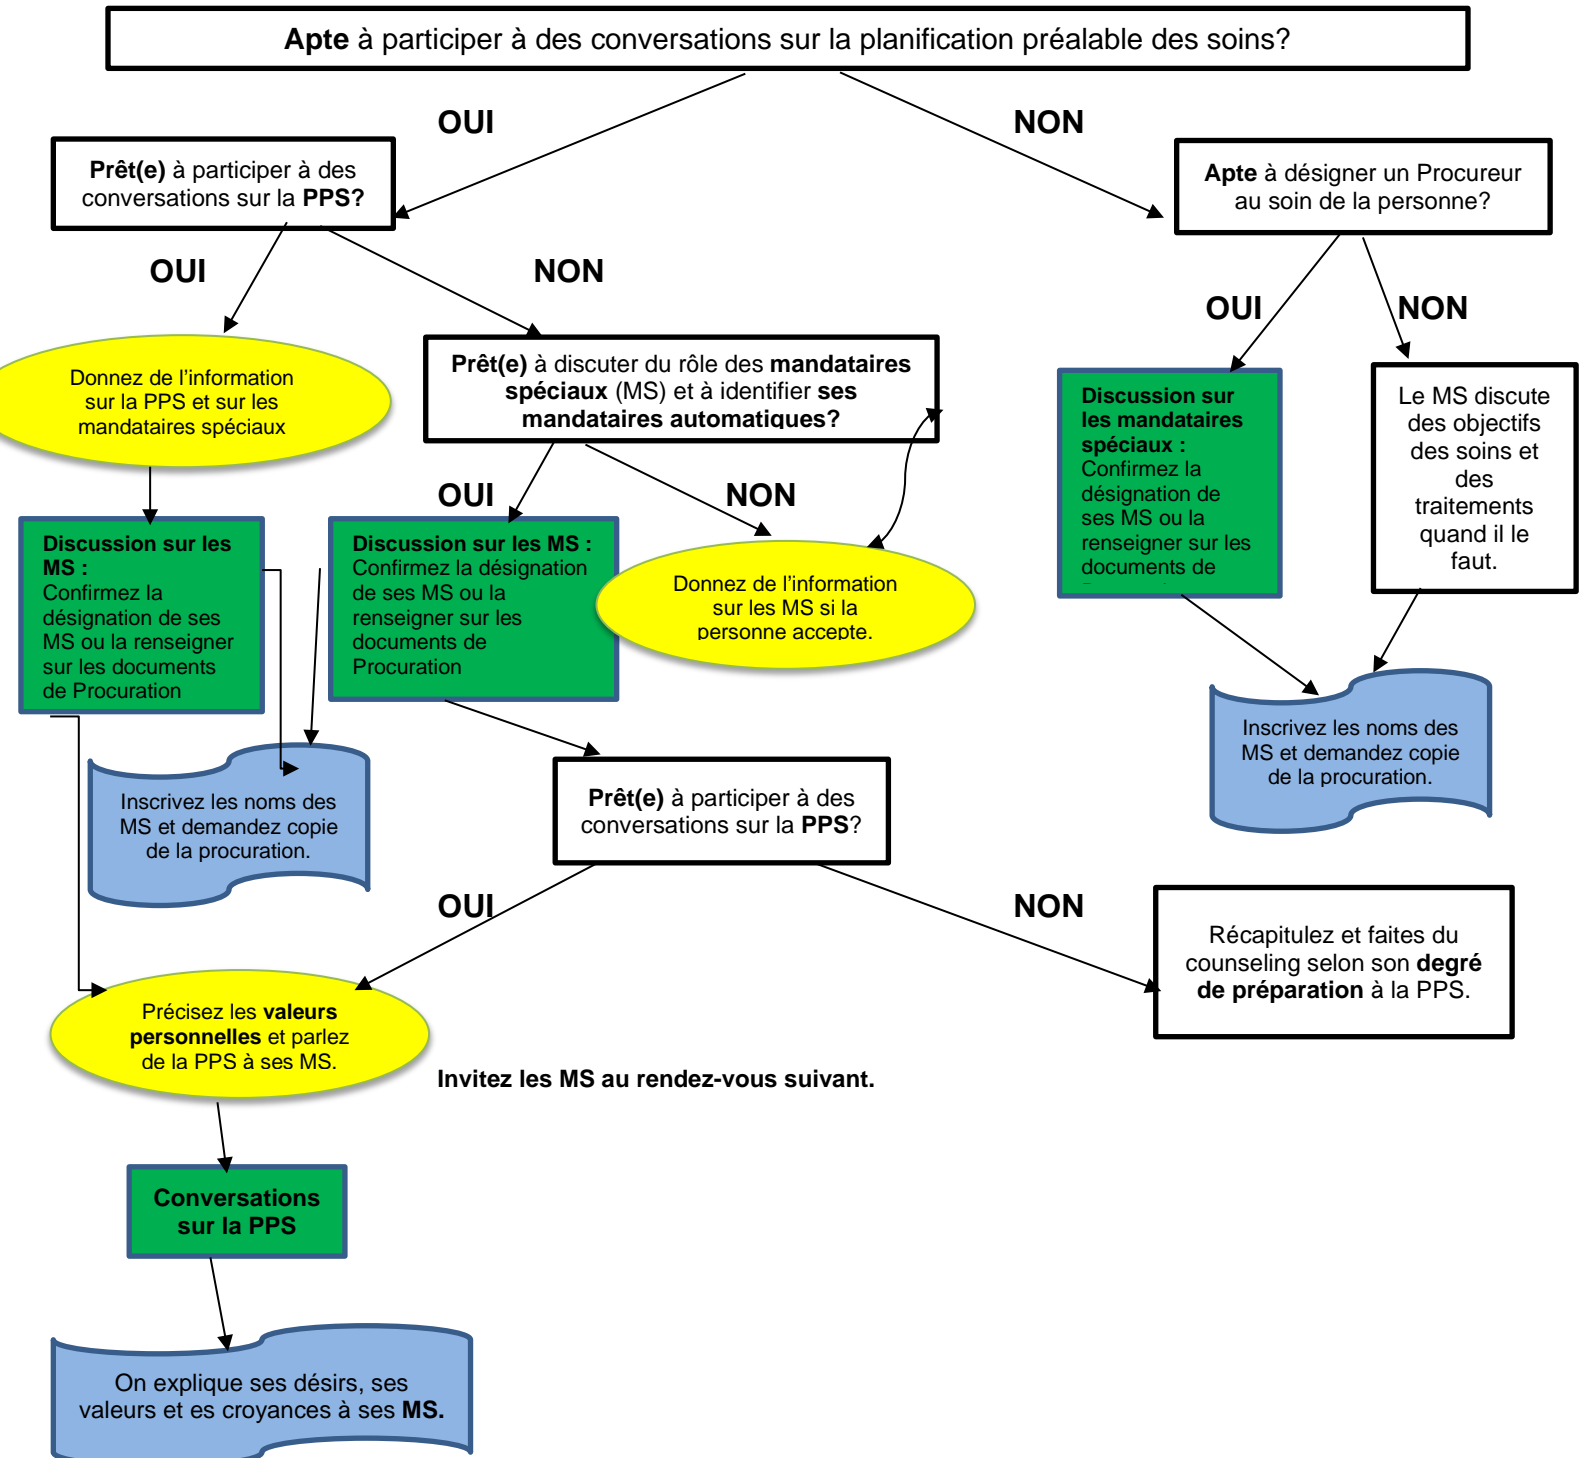 Apte à participer à des conversations sur la planification préalable des soins?
OUI
NON
Prêt(e) à participer à des
conversations sur la PPS?
Apte à désigner un Procureur
au soin de la personne?
OUI
NON
OUI
NON
Donnez de l'information
sur la PPS et sur les
mandataires spéciaux
Prêt(e) à discuter du rôle des mandataires
spéciaux (MS) et à identifier ses
mandataires automatiques?
Discussion sur
les mandataires
spéciaux :
Confirmez la
désignation de
ses MS ou la
renseigner sur les
documents de
Le MS discute
des objectifs
des soins et
des
traitements
quand il le
faut.
OUI
NON
Discussion sur les
MS :
Confirmez la
désignation de ses
MS ou la renseigner
sur les documents
de Procuration
Discussion sur les MS :
Confirmez la désignation
de ses MS ou la
renseigner sur les
documents de
Procuration
Donnez de l'information
sur les MS si la
personne accepte.
Inscrivez les noms des
MS et demandez copie
de la procuration.
Inscrivez les noms des
MS et demandez copie
de la procuration.
Prêt(e) à participer à des
conversations sur la PPS?
OUI
NON
Récapitulez et faites du
counseling selon son degré
de préparation à la PPS.
Précisez les valeurs
personnelles et parlez
de la PPS à ses MS.
Invitez les MS au rendez-vous suivant.
Conversations
sur la PPS
On explique ses désirs, ses
valeurs et es croyances à ses MS.